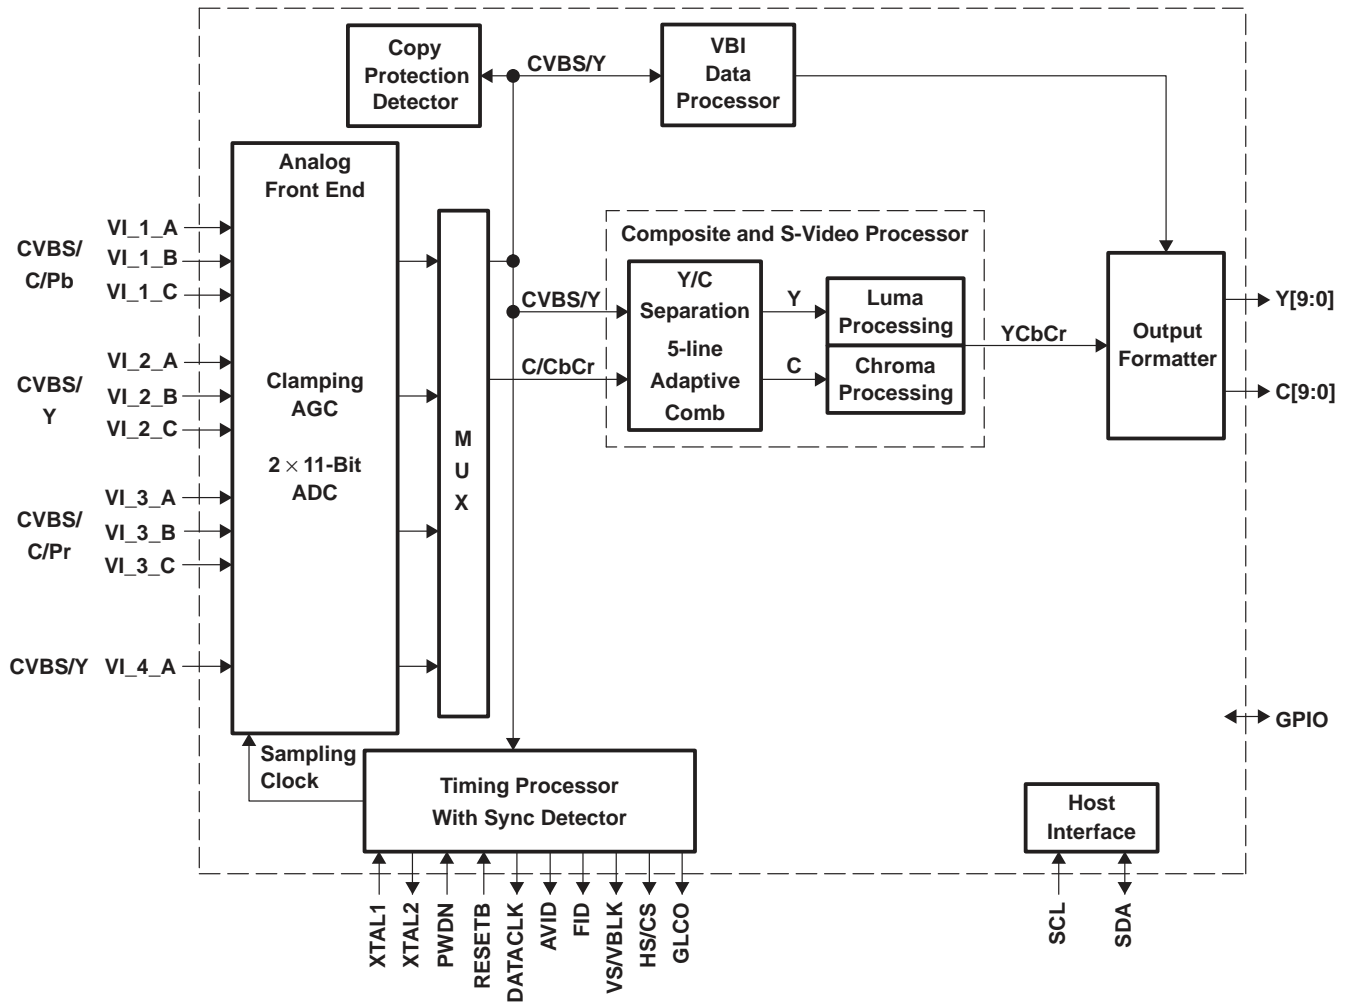 Copy
Protection
Detector
CVBS/Y
VBI
Data
Processor
Analog
Front End
Clamping
AGC
2 × 11-Bit
ADC
CVBS/
C/Pb
VI_1_A
VI_1_B
VI_1_C
CVBS/
Y
VI_2_A
VI_2_B
VI_2_C
CVBS/
C/Pr
VI_3_A
VI_3_B
VI_3_C
CVBS/Y
VI_4_A
M
U
X
CVBS/Y
C/CbCr
Composite and S-Video Processor
Y/C
Separation
5-line
Adaptive
Comb
Y
C
Luma
Processing
Chroma
Processing
YCbCr
Output
Formatter
Y[9:0]
C[9:0]
GPIO
Sampling
Clock
Timing Processor
With Sync Detector
Host
Interface
XTAL1
XTAL2
PWDN
RESETB
DATACLK
AVID
FID
VS/VBLK
HS/CS
GLCO
SCL
SDA